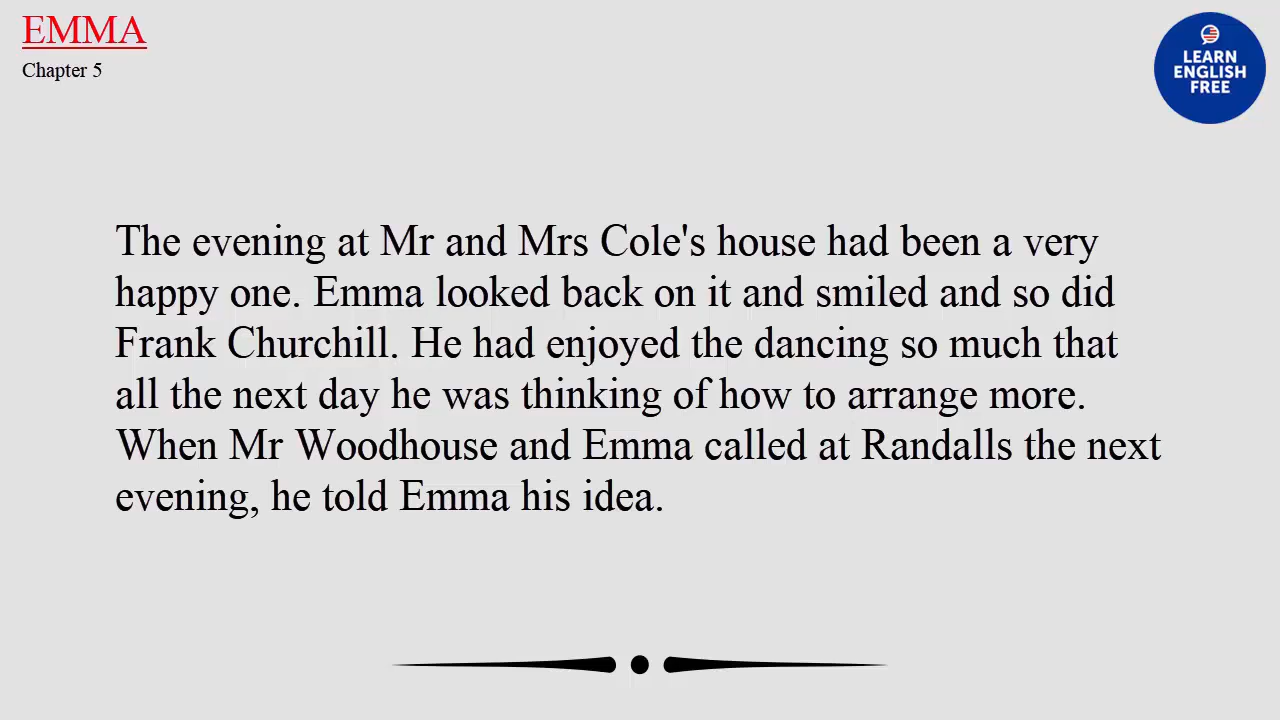 EMMA
Chapter 5
LEARN
ENGLISH
FREE
The evening at Mr and Mrs Cole's house had been a very
happy one. Emma looked back on it and smiled and so did
Frank Churchill. He had enjoyed the dancing so much that
all the next day he was thinking of how to arrange more.
When Mr Woodhouse and Emma called at Randalls the next
evening, he told Emma his idea.